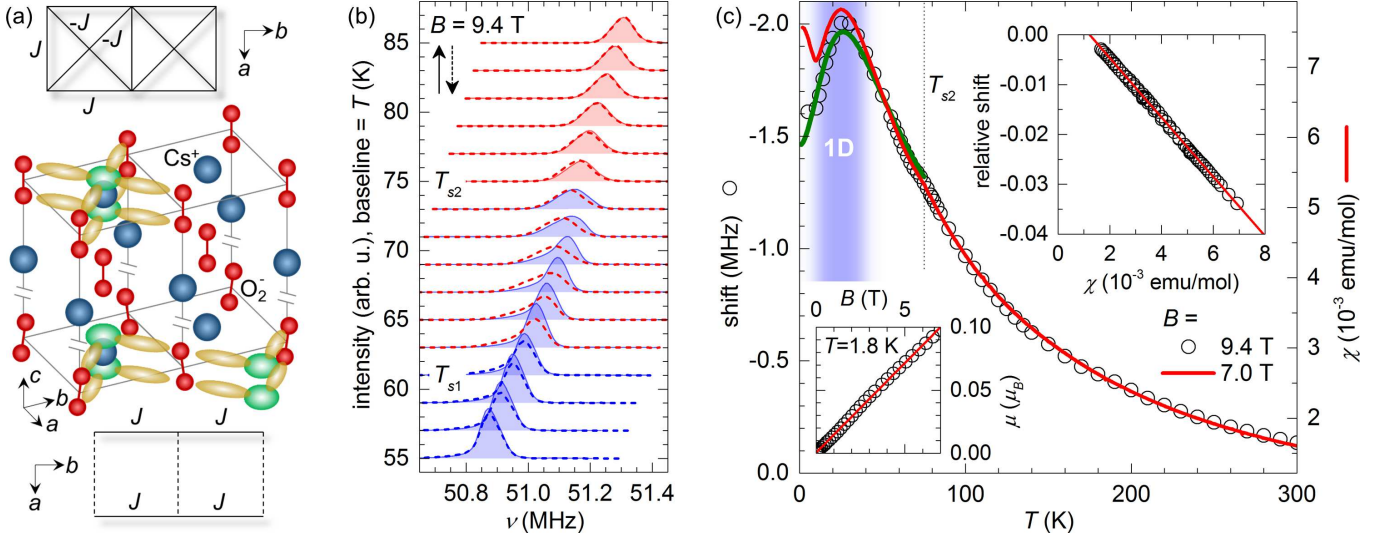 (a)
-J
J
-J
b
a
J
Cs⁺
O₂⁻
c
b
a
J
J
b
a
J
J
(b)
B = 9.4 T
85
80
75
Tₛ₂
70
65
Tₛ₁
60
55
intensity (arb. u.), baseline = T (K)
50.8
51.0
51.2
51.4
ν (MHz)
(c)
-2.0
-1.5
-1.0
-0.5
0.0
shift (MHz)
1D
Tₛ₂
0.00
-0.01
-0.02
-0.03
-0.04
relative shift
0
2
4
6
8
χ (10⁻³ emu/mol)
0
B (T)
5
T=1.8 K
0.10
0.05
0.00
μ (μ_B)
B =
9.4 T
7.0 T
0
100
200
300
T (K)
7
6
5
4
3
2
χ (10⁻³ emu/mol)